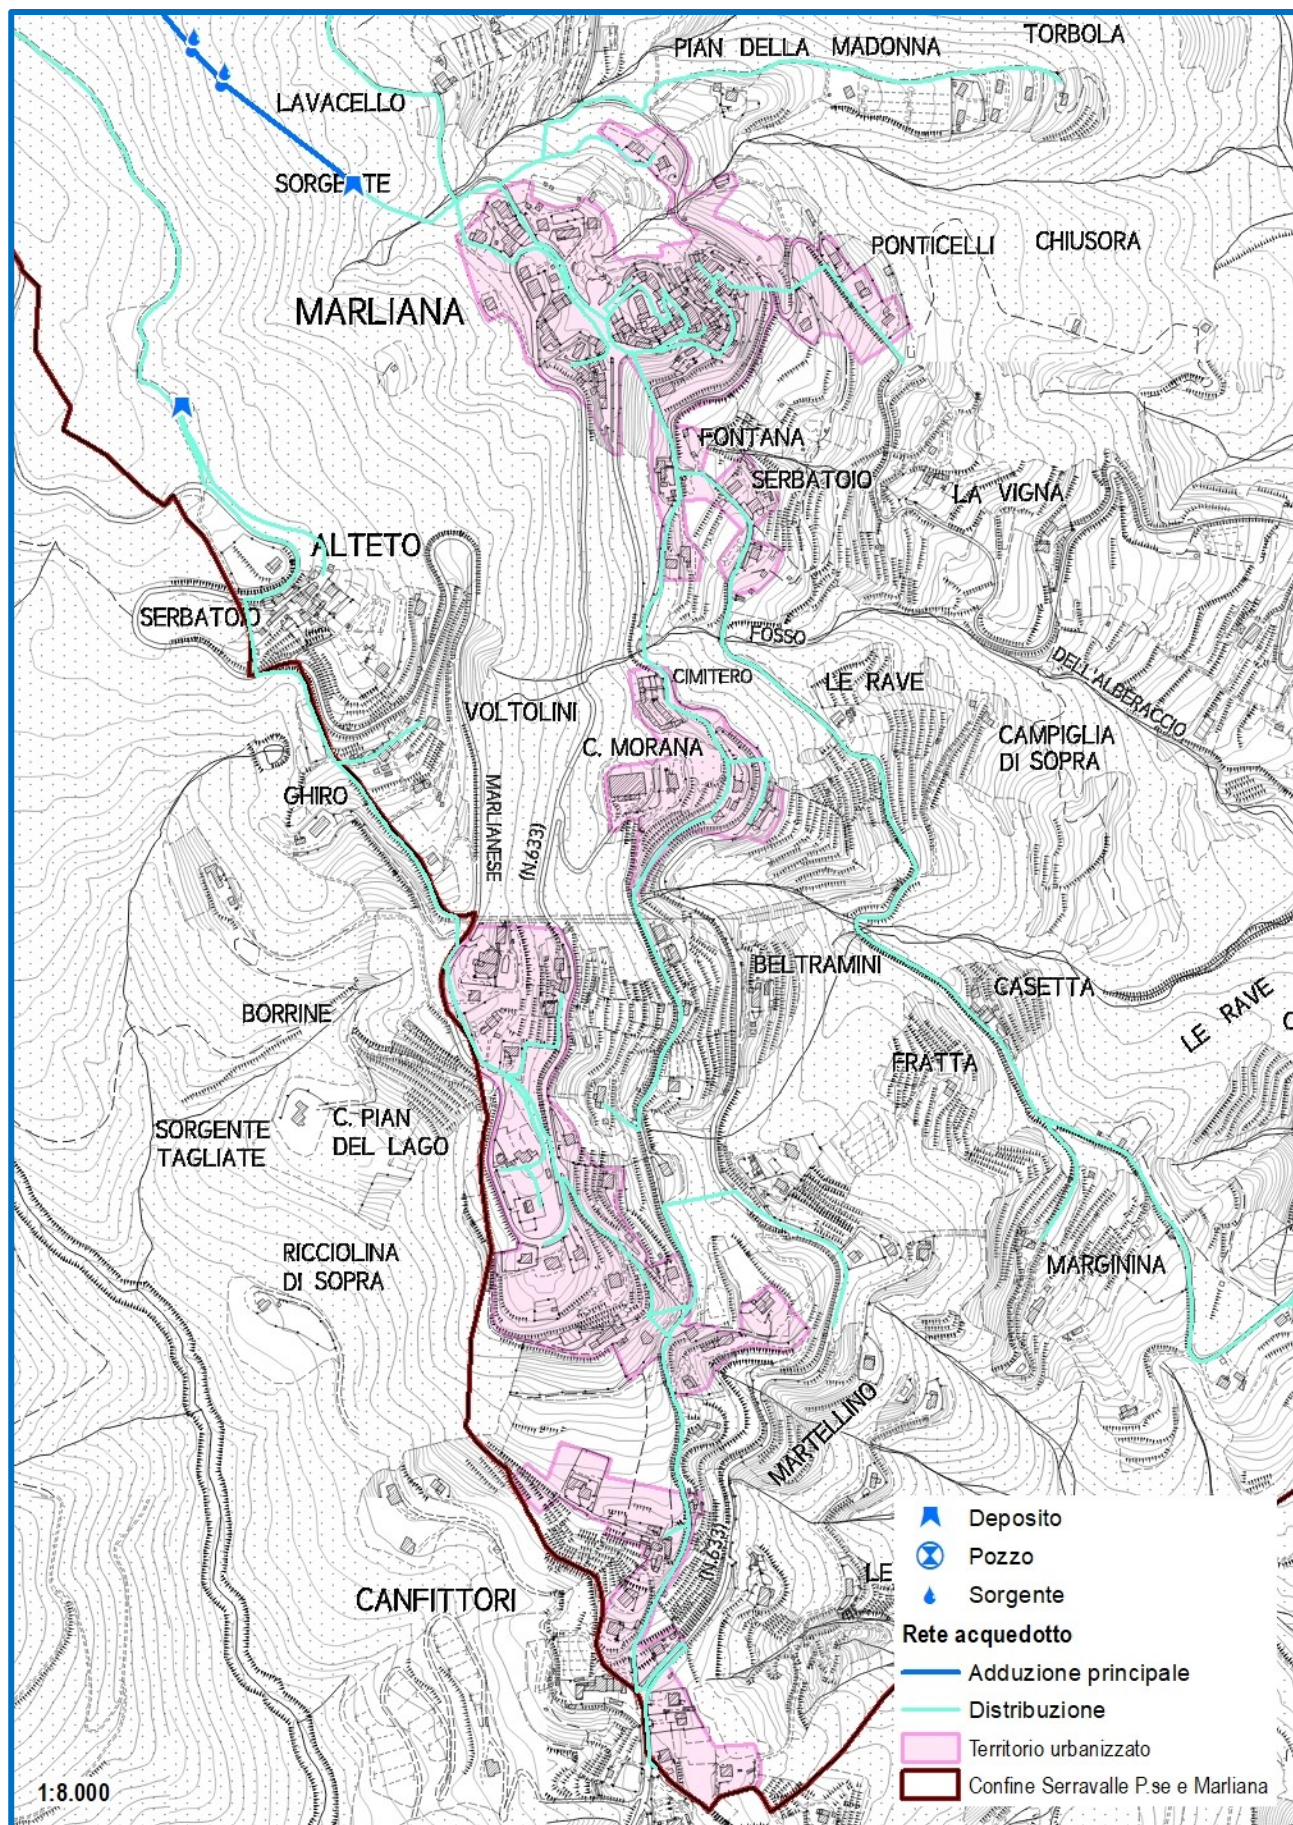 TORBOLA
PIAN DELLA MADONNA
LAVACELLO
SORGENTE
PONTICELLI
CHIUSORA
MARLIANA
FONTANA
SERBATOIO
LA VIGNA
ALTETO
SERBATOIO
FOSSO
DELL'ALBERACCIO
CIMITERO
LE RAVE
VOLTOLINI
C. MORANA
CAMPIGLIA
DI SOPRA
GHIRO
MARLIANESE
(N.633)
BELTRAMINI
CASETTA
LE RAVE
BORRINE
FRATTA
C. PIAN
DEL LAGO
SORGENTE
TAGLIATE
RICCIOLINA
DI SOPRA
MARGININA
MARTELLINO
(N.633)
LE
CANFITTORI
Deposito
Pozzo
Sorgente
Rete acquedotto
Adduzione principale
Distribuzione
Territorio urbanizzato
Confine Serravalle P.se e Marliana
1:8.000